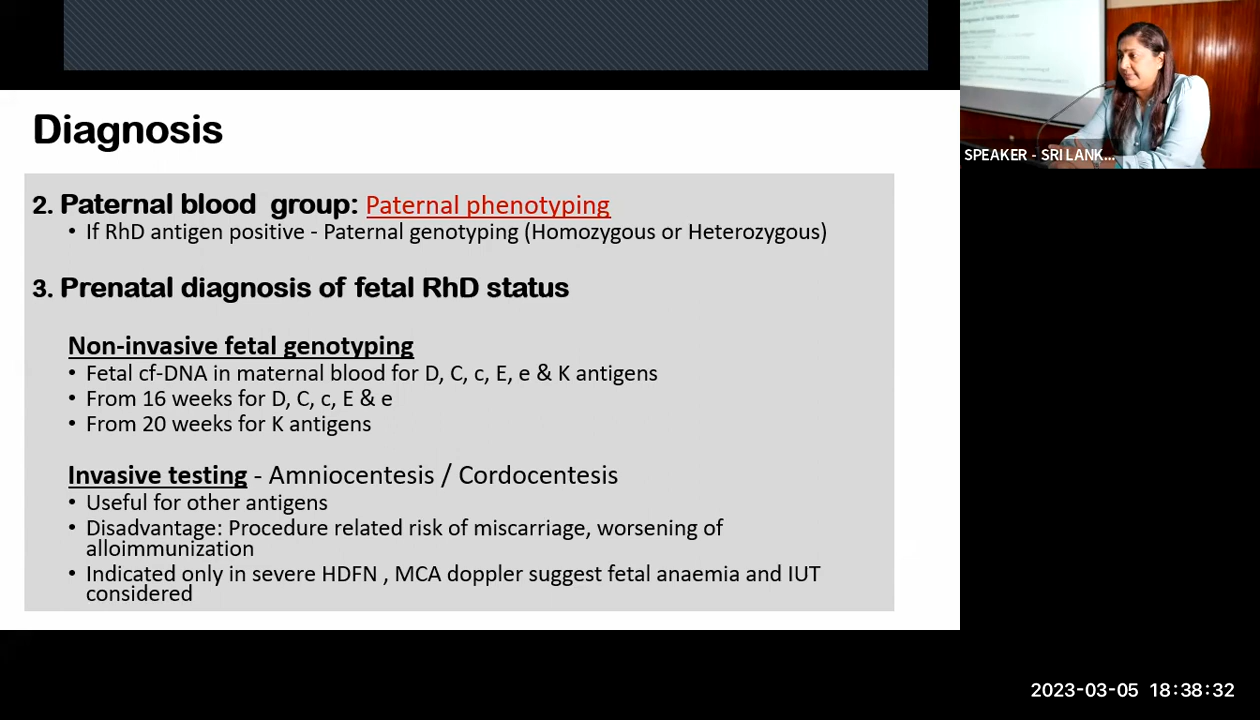 Diagnosis
2. Paternal blood group: Paternal phenotyping
• If RhD antigen positive - Paternal genotyping (Homozygous or Heterozygous)
3. Prenatal diagnosis of fetal RhD status
Non-invasive fetal genotyping
• Fetal cf-DNA in maternal blood for D, C, c, E, e & K antigens
• From 16 weeks for D, C, c, E & e
• From 20 weeks for K antigens
Invasive testing - Amniocentesis / Cordocentesis
• Useful for other antigens
• Disadvantage: Procedure related risk of miscarriage, worsening of
alloimmunization
• Indicated only in severe HDFN , MCA doppler suggest fetal anaemia and IUT
considered
SPEAKER - SRI LANK...
2023-03-05 18:38:32